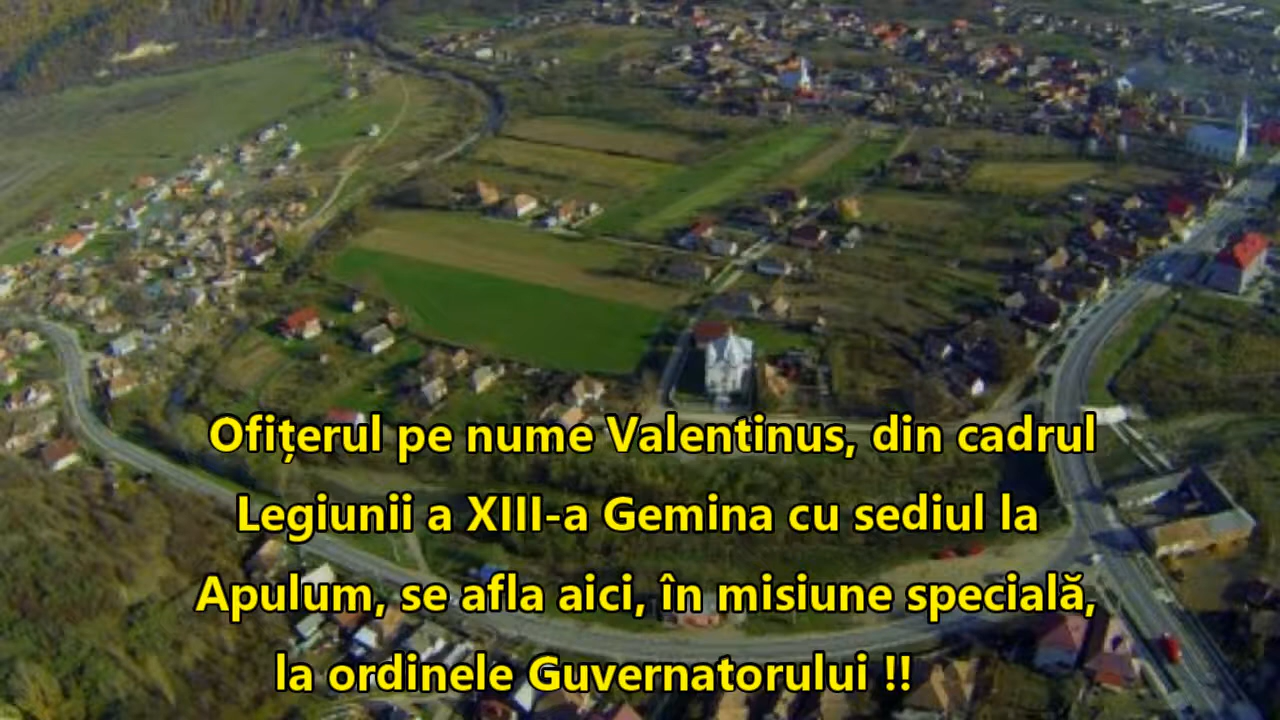 Ofițerul pe nume Valentinus, din cadrul
Legiunii a XIII-a Gemina cu sediul la
Apulum, se afla aici, în misiune specială,
la ordinele Guvernatorului !!